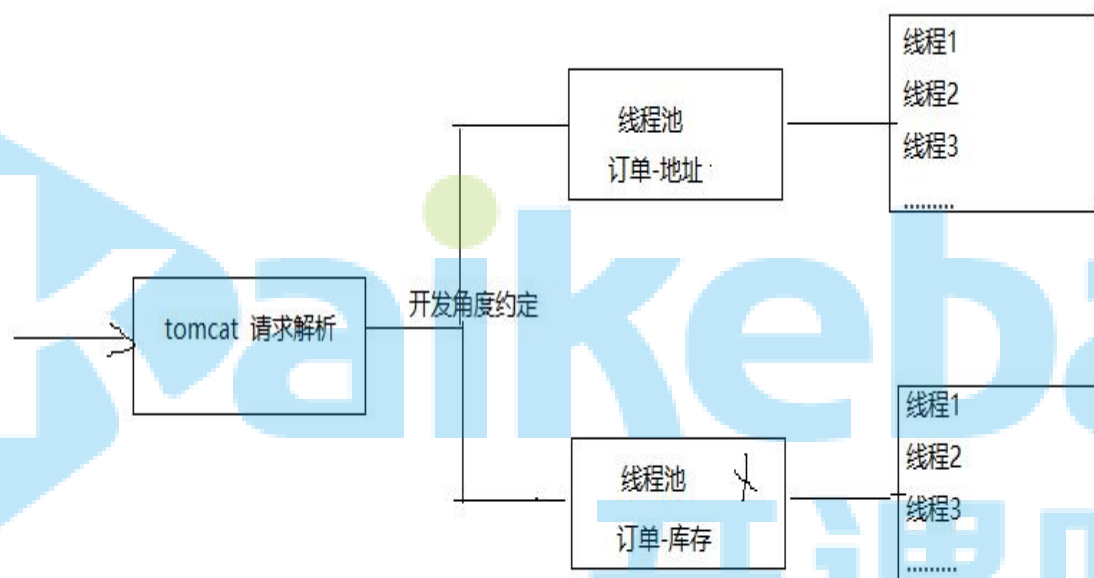 线程1
线程2
线程3
.........
线程池
订单-地址
tomcat 请求解析
开发角度约定
线程池
订单-库存
线程1
线程2
线程3
.........
aikeba